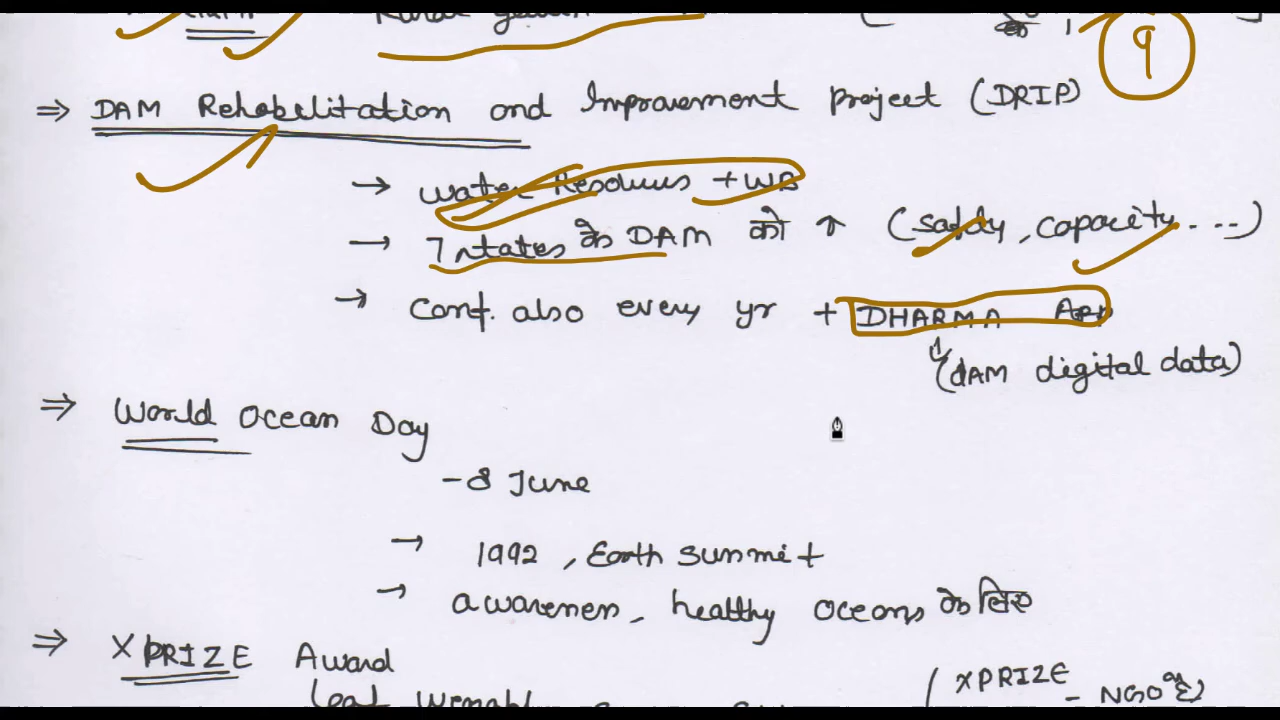 9
⇒ DAM Rehabilitation and Improvement project (DRIP)
→ Water Resources + WB
→ 7 states के DAM को ↑ (safety, capacity....)
→ Conf. also every yr + DHARMA App
(dAM digital data)
⇒ World Ocean Day
- 8 June
→ 1992, Earth Summit
→ awareness, healthy oceans के लिए
⇒ XPRIZE Award
(XPRIZE
- NGO है)